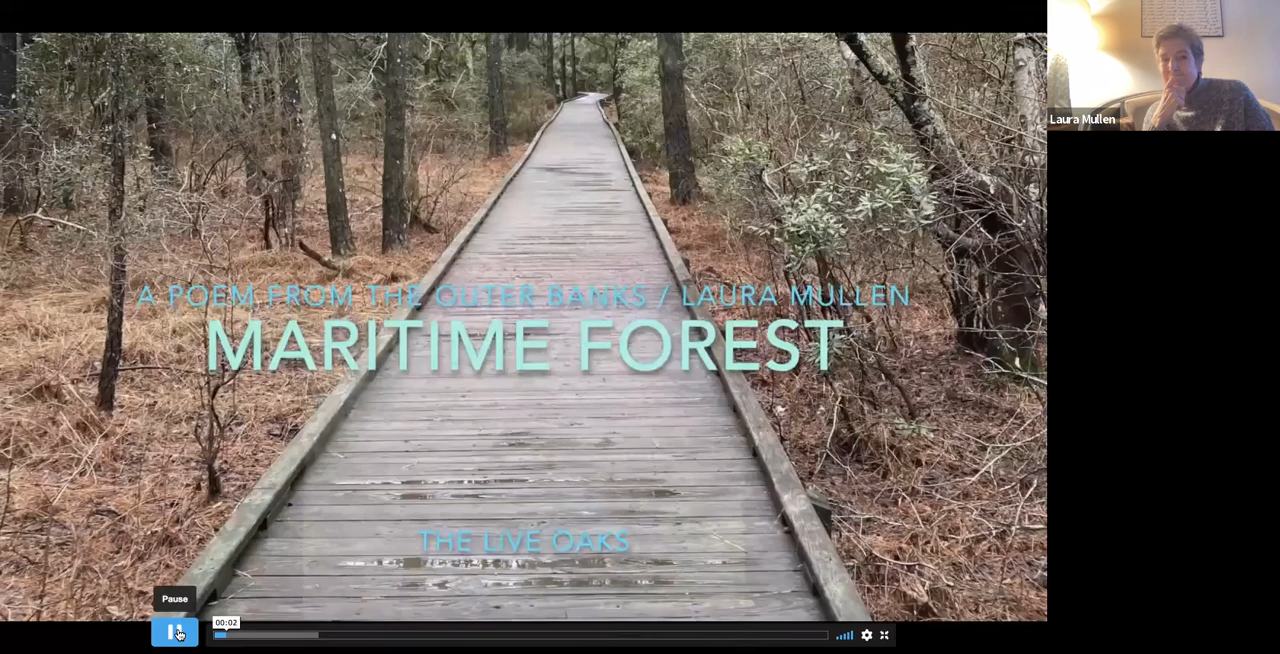 A POEM FROM THE OUTER BANKS / LAURA MULLEN
MARITIME FOREST
THE LIVE OAKS
Pause
00:02
Laura Mullen